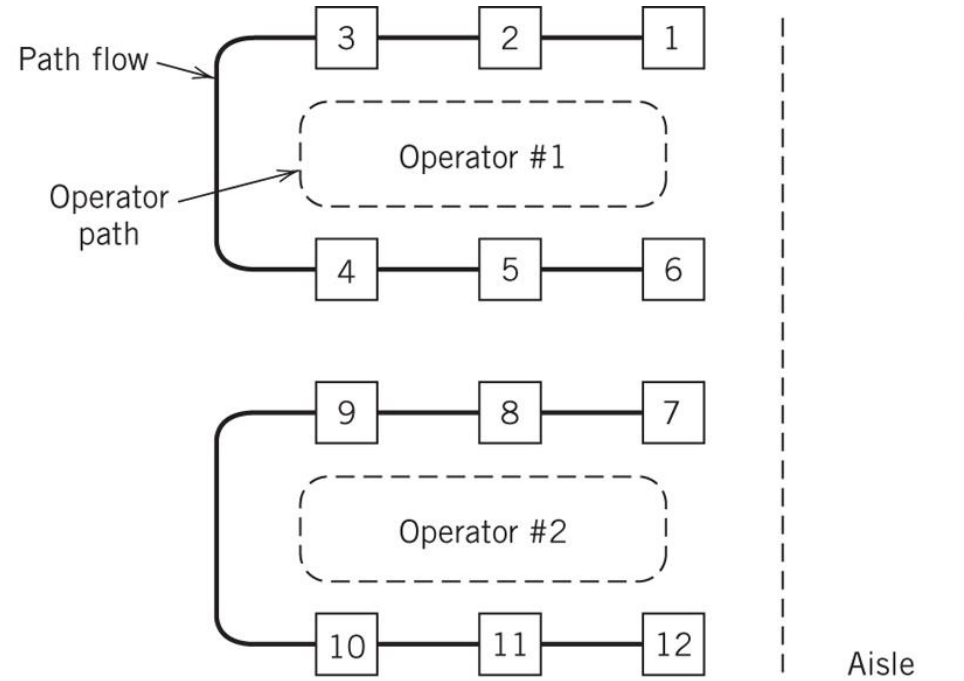 3 2 1
Path flow
Operator #1
Operator
path
4 5 6
9 8 7
Operator #2
10 11 12
Aisle